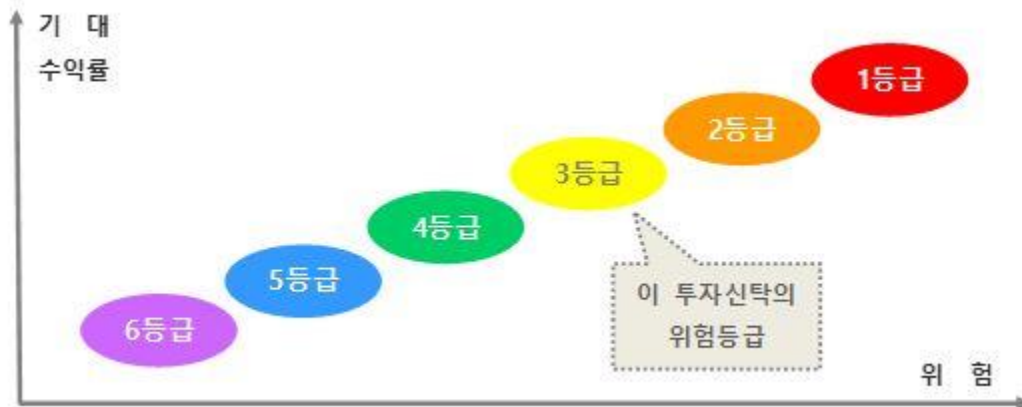 기 대
수익률
1등급
2등급
3등급
4등급
5등급
6등급
이 투자신탁의
위험등급
위 험